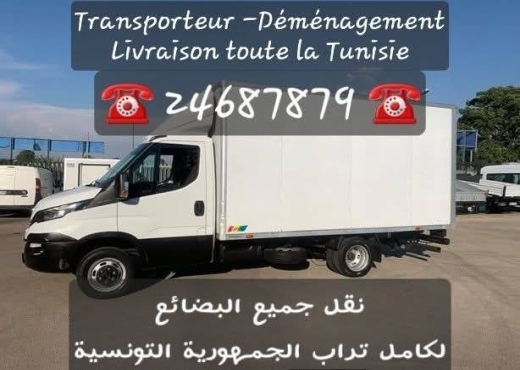 Transporteur -Déménagement
Livraison toute la Tunisie
☎ 24687879 ☎
نقل جميع البضائع
لكامل تراب الجمهورية التونسية